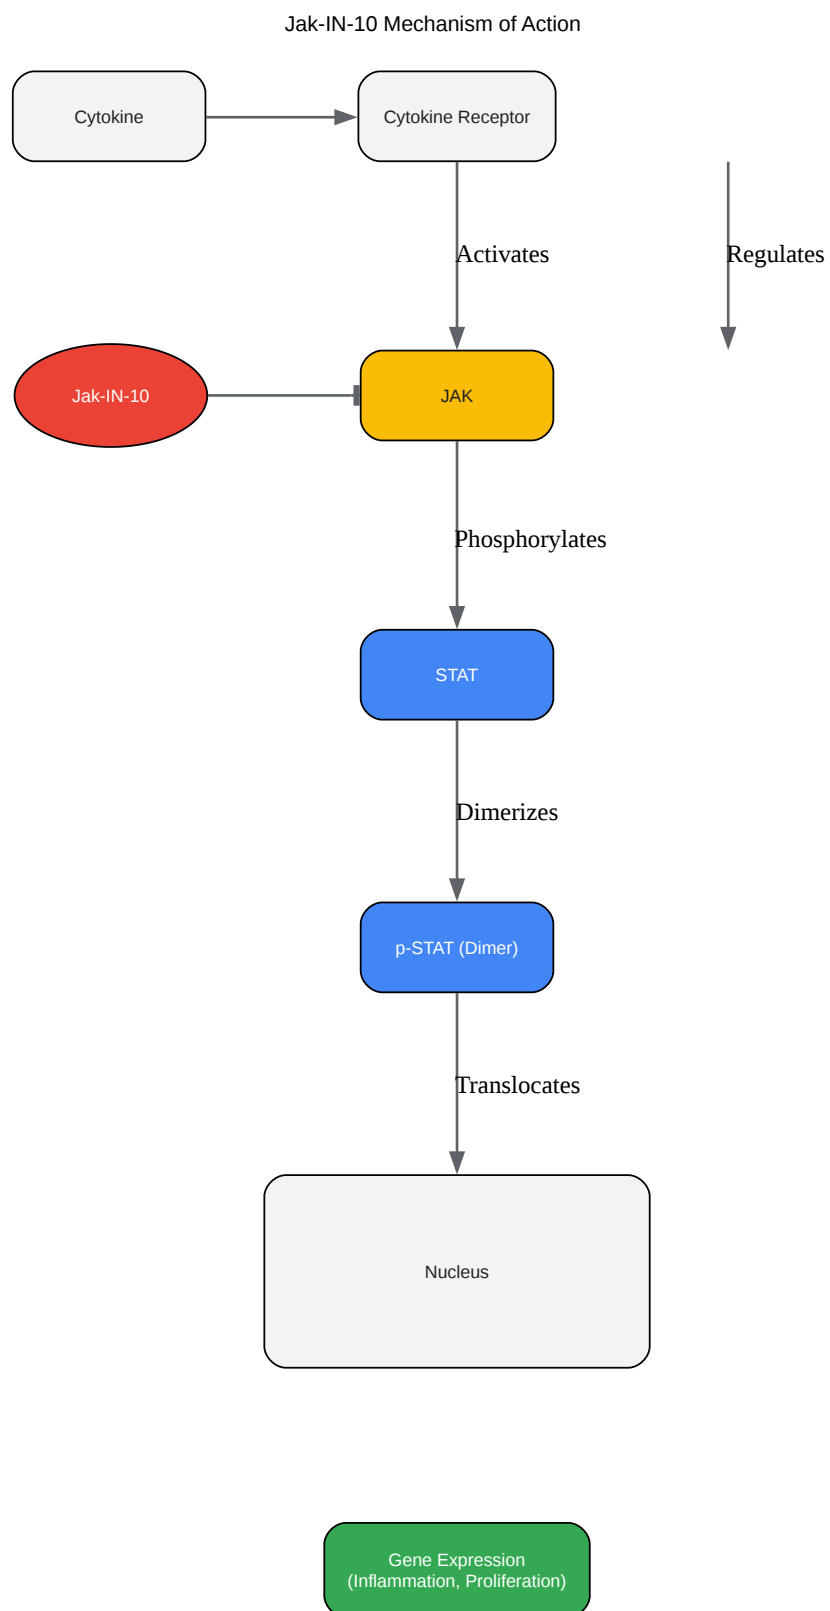 Jak-IN-10 Mechanism of Action
Cytokine
Cytokine Receptor
Activates
Regulates
Jak-IN-10
JAK
Phosphorylates
STAT
Dimerizes
p-STAT (Dimer)
Translocates
Nucleus
Gene Expression
(Inflammation, Proliferation)